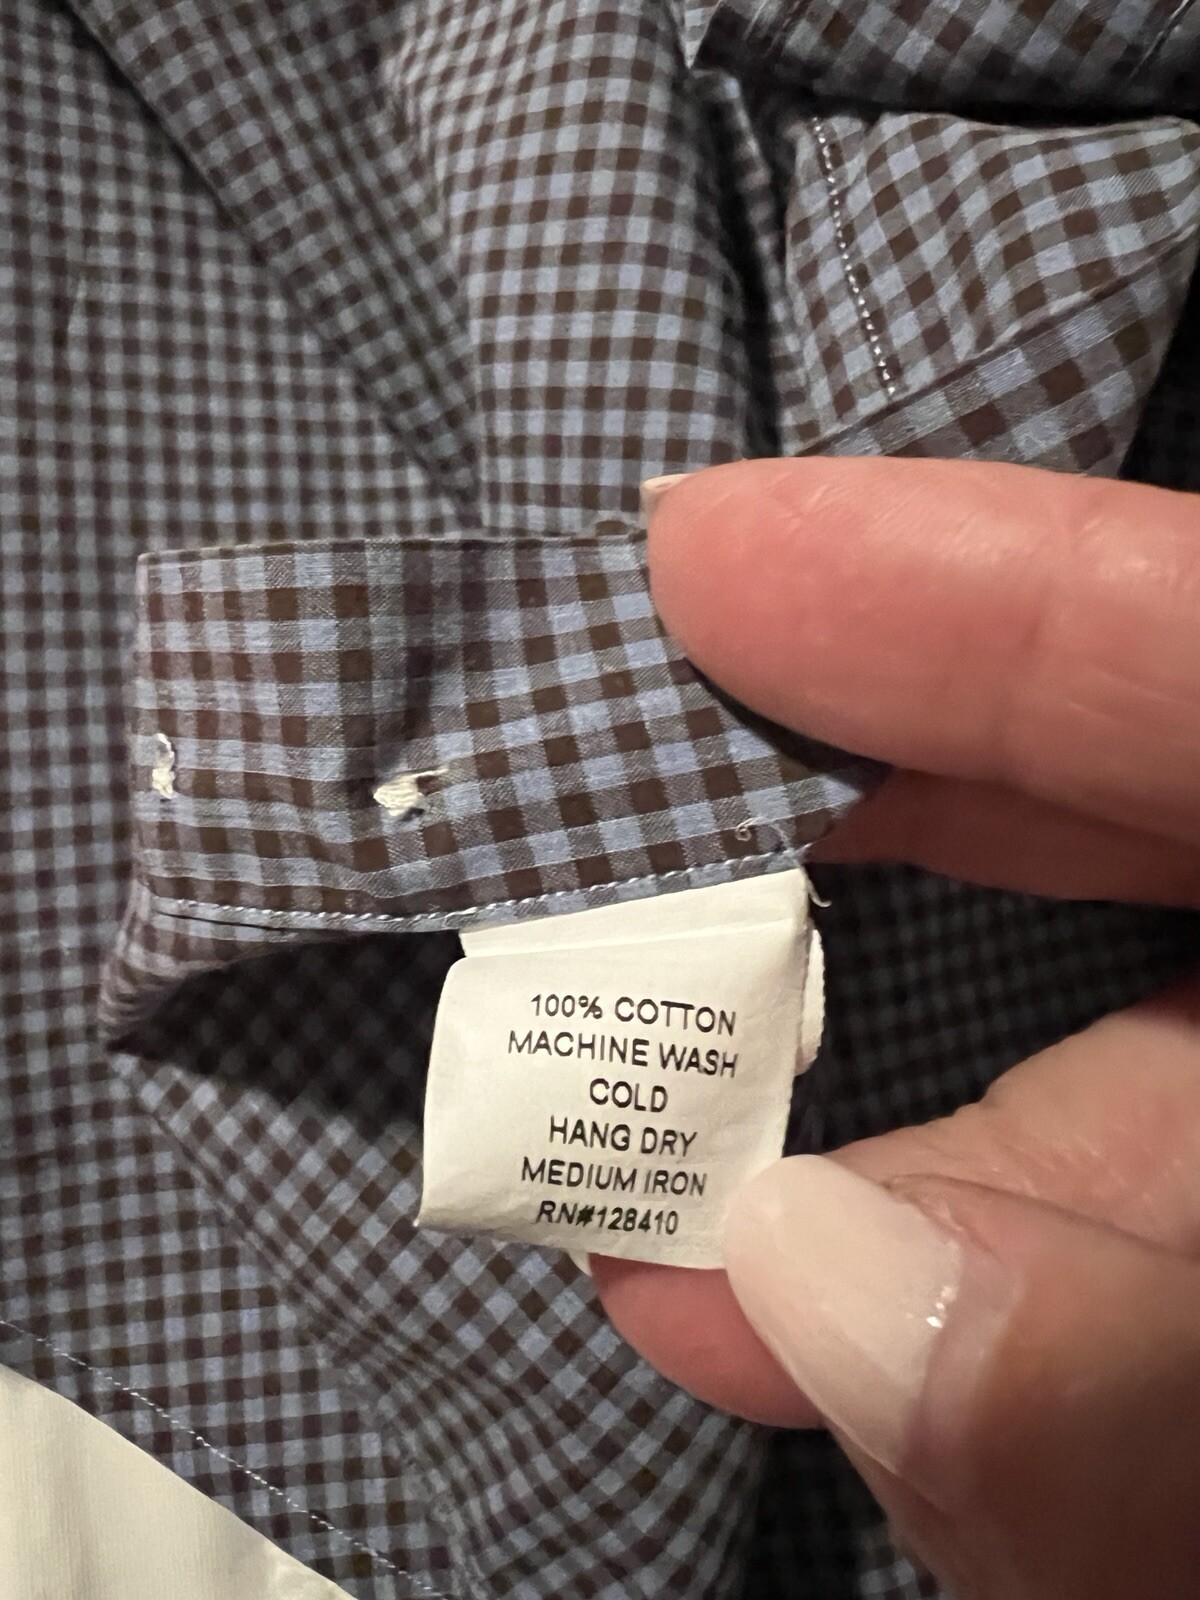 100% COTTON
MACHINE WASH
COLD
HANG DRY
MEDIUM IRON
RN#128410